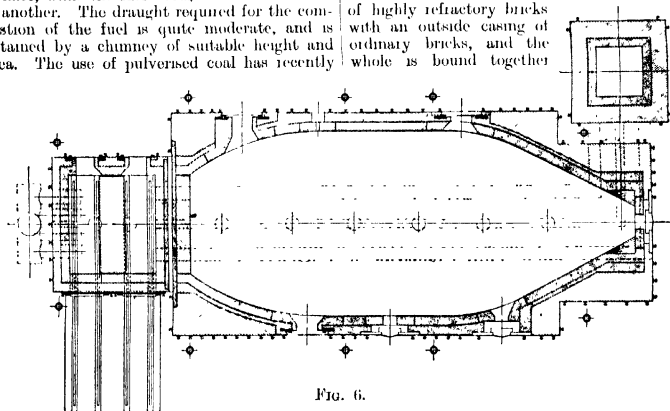 another. The draught required for the com-
stion of the fuel is quite moderate, and is
tained by a chimney of suitable height and
ea. The use of pulverised coal has recently
of highly refractory bricks
with an outside casing of
ordinary bricks, and the
whole is bound together
FIG. 6.